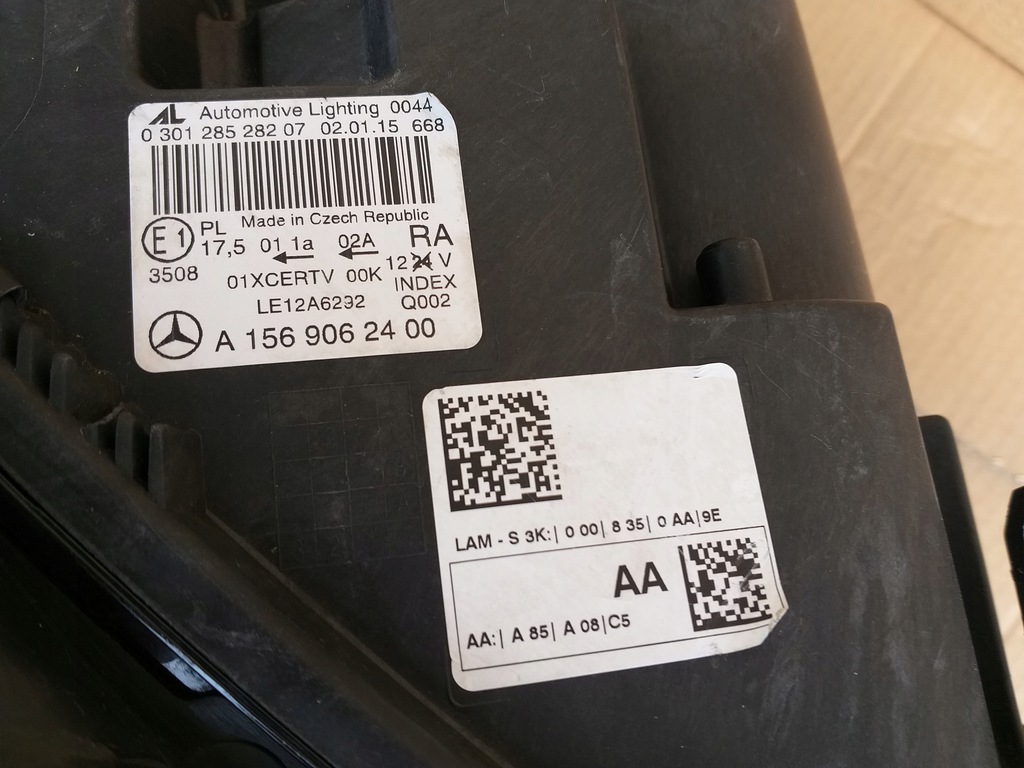 AL Automotive Lighting 0044
0 301 285 282 07 02.01.15 668
Made in Czech Republic
E1 PL 17,5 01 1a 02A RA
3508 01XCERTV 00K 12 24 V
LE12A6292 INDEX Q002
A 156 906 24 00
LAM - S 3K:| 0 00| 8 35| 0 AA|9E
AA
AA:| A 85| A 08|C5